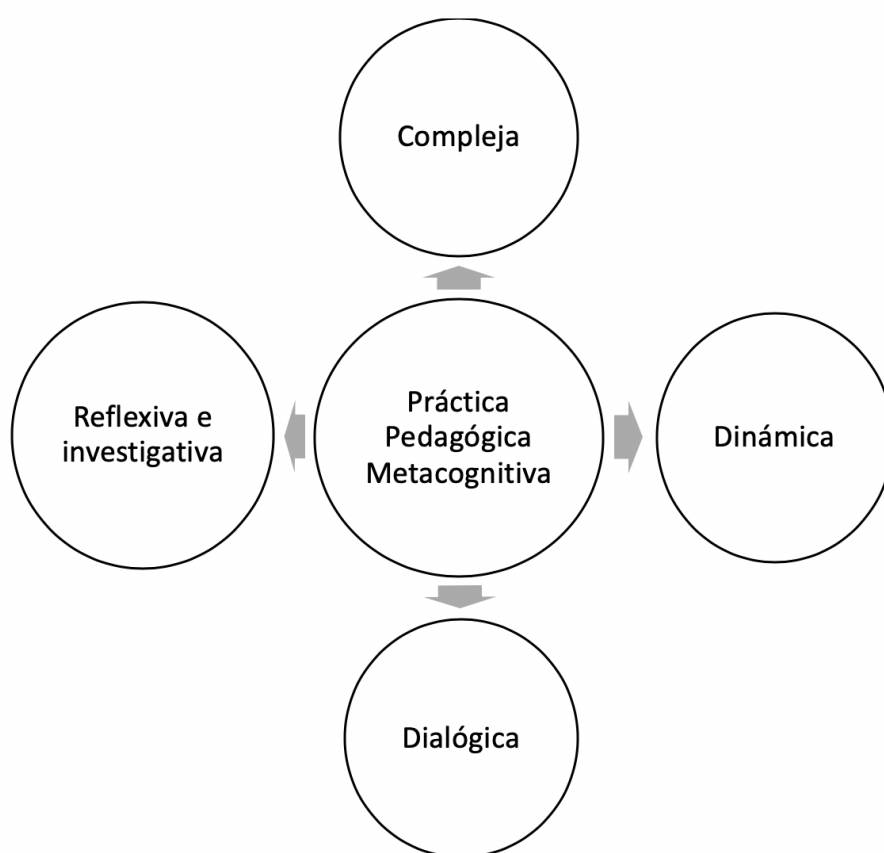 Compleja
Reflexiva e
investigativa
Práctica
Pedagógica
Metacognitiva
Dinámica
Dialógica